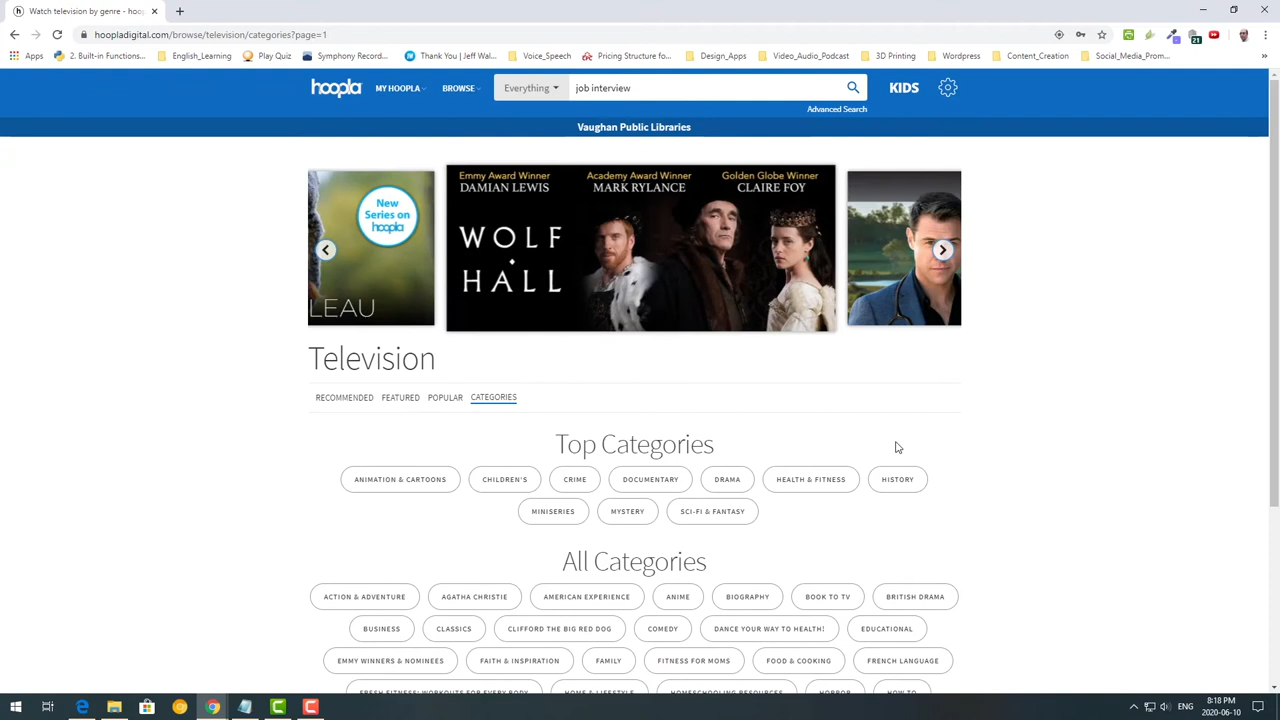 Watch television by genre - hoo
hoopladigital.com/browse/television/categories?page=1
Apps 2. Built-in Functions... English_Learning Play Quiz Symphony Record... Thank You | Jeff Wal... Voice_Speech Pricing Structure fo... Design_Apps Video_Audio_Podcast 3D Printing Wordpress Content_Creation Social_Media_Prom...
21
hoopla MY HOOPLA BROWSE Everything job interview KIDS
Advanced Search
Vaughan Public Libraries
New
Series on
hoopla
LEAU
Emmy Award Winner Academy Award Winner Golden Globe Winner
DAMIAN LEWIS MARK RYLANCE CLAIRE FOY
WOLF
HALL
Television
RECOMMENDED FEATURED POPULAR CATEGORIES
Top Categories
ANIMATION & CARTOONS CHILDREN'S CRIME DOCUMENTARY DRAMA HEALTH & FITNESS HISTORY
MINISERIES MYSTERY SCI-FI & FANTASY
All Categories
ACTION & ADVENTURE AGATHA CHRISTIE AMERICAN EXPERIENCE ANIME BIOGRAPHY BOOK TO TV BRITISH DRAMA
BUSINESS CLASSICS CLIFFORD THE BIG RED DOG COMEDY DANCE YOUR WAY TO HEALTH! EDUCATIONAL
EMMY WINNERS & NOMINEES FAITH & INSPIRATION FAMILY FITNESS FOR MOMS FOOD & COOKING FRENCH LANGUAGE
FRESH FITNESS: WORKOUTS FOR EVERY BODY HOME & LIFESTYLE HOMESCHOOLING RESOURCES HORROR HOW TO
ENG
8:18 PM
2020-06-10